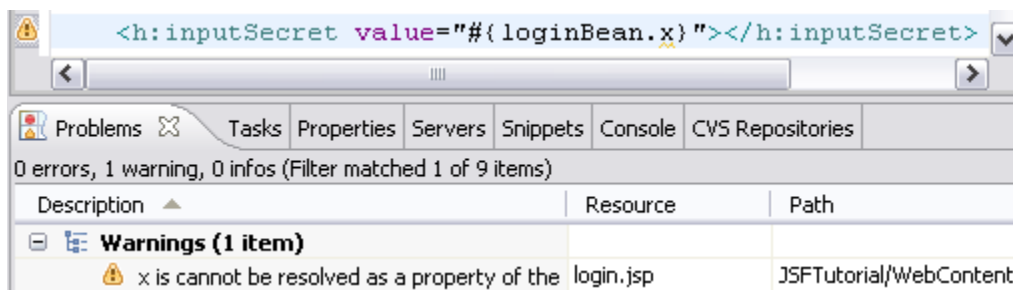 <h:inputSecret value="#{loginBean.x}"></h:inputSecret>
Problems Tasks Properties Servers Snippets Console CVS Repositories
0 errors, 1 warning, 0 infos (Filter matched 1 of 9 items)
Description Resource Path
Warnings (1 item)
x is cannot be resolved as a property of the login.jsp JSFTutorial/WebContent